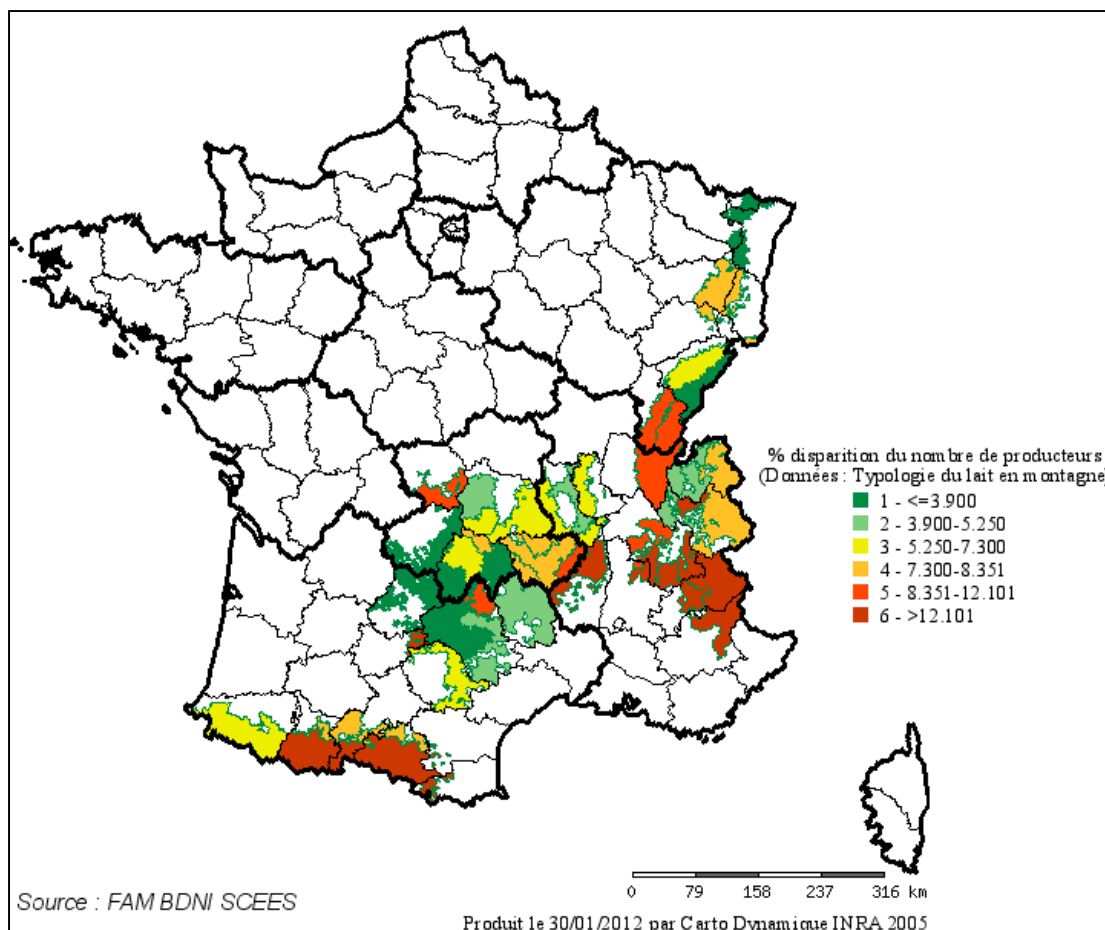 % disparition du nombre de producteurs
(Données : Typologie du lait en montagne)
1 - <=3.900
2 - 3.900-5.250
3 - 5.250-7.300
4 - 7.300-8.351
5 - 8.351-12.101
6 - >12.101
0 79 158 237 316 km
Source : FAM BDNI SCEES
Produit le 30/01/2012 par Carto Dynamique INRA 2005